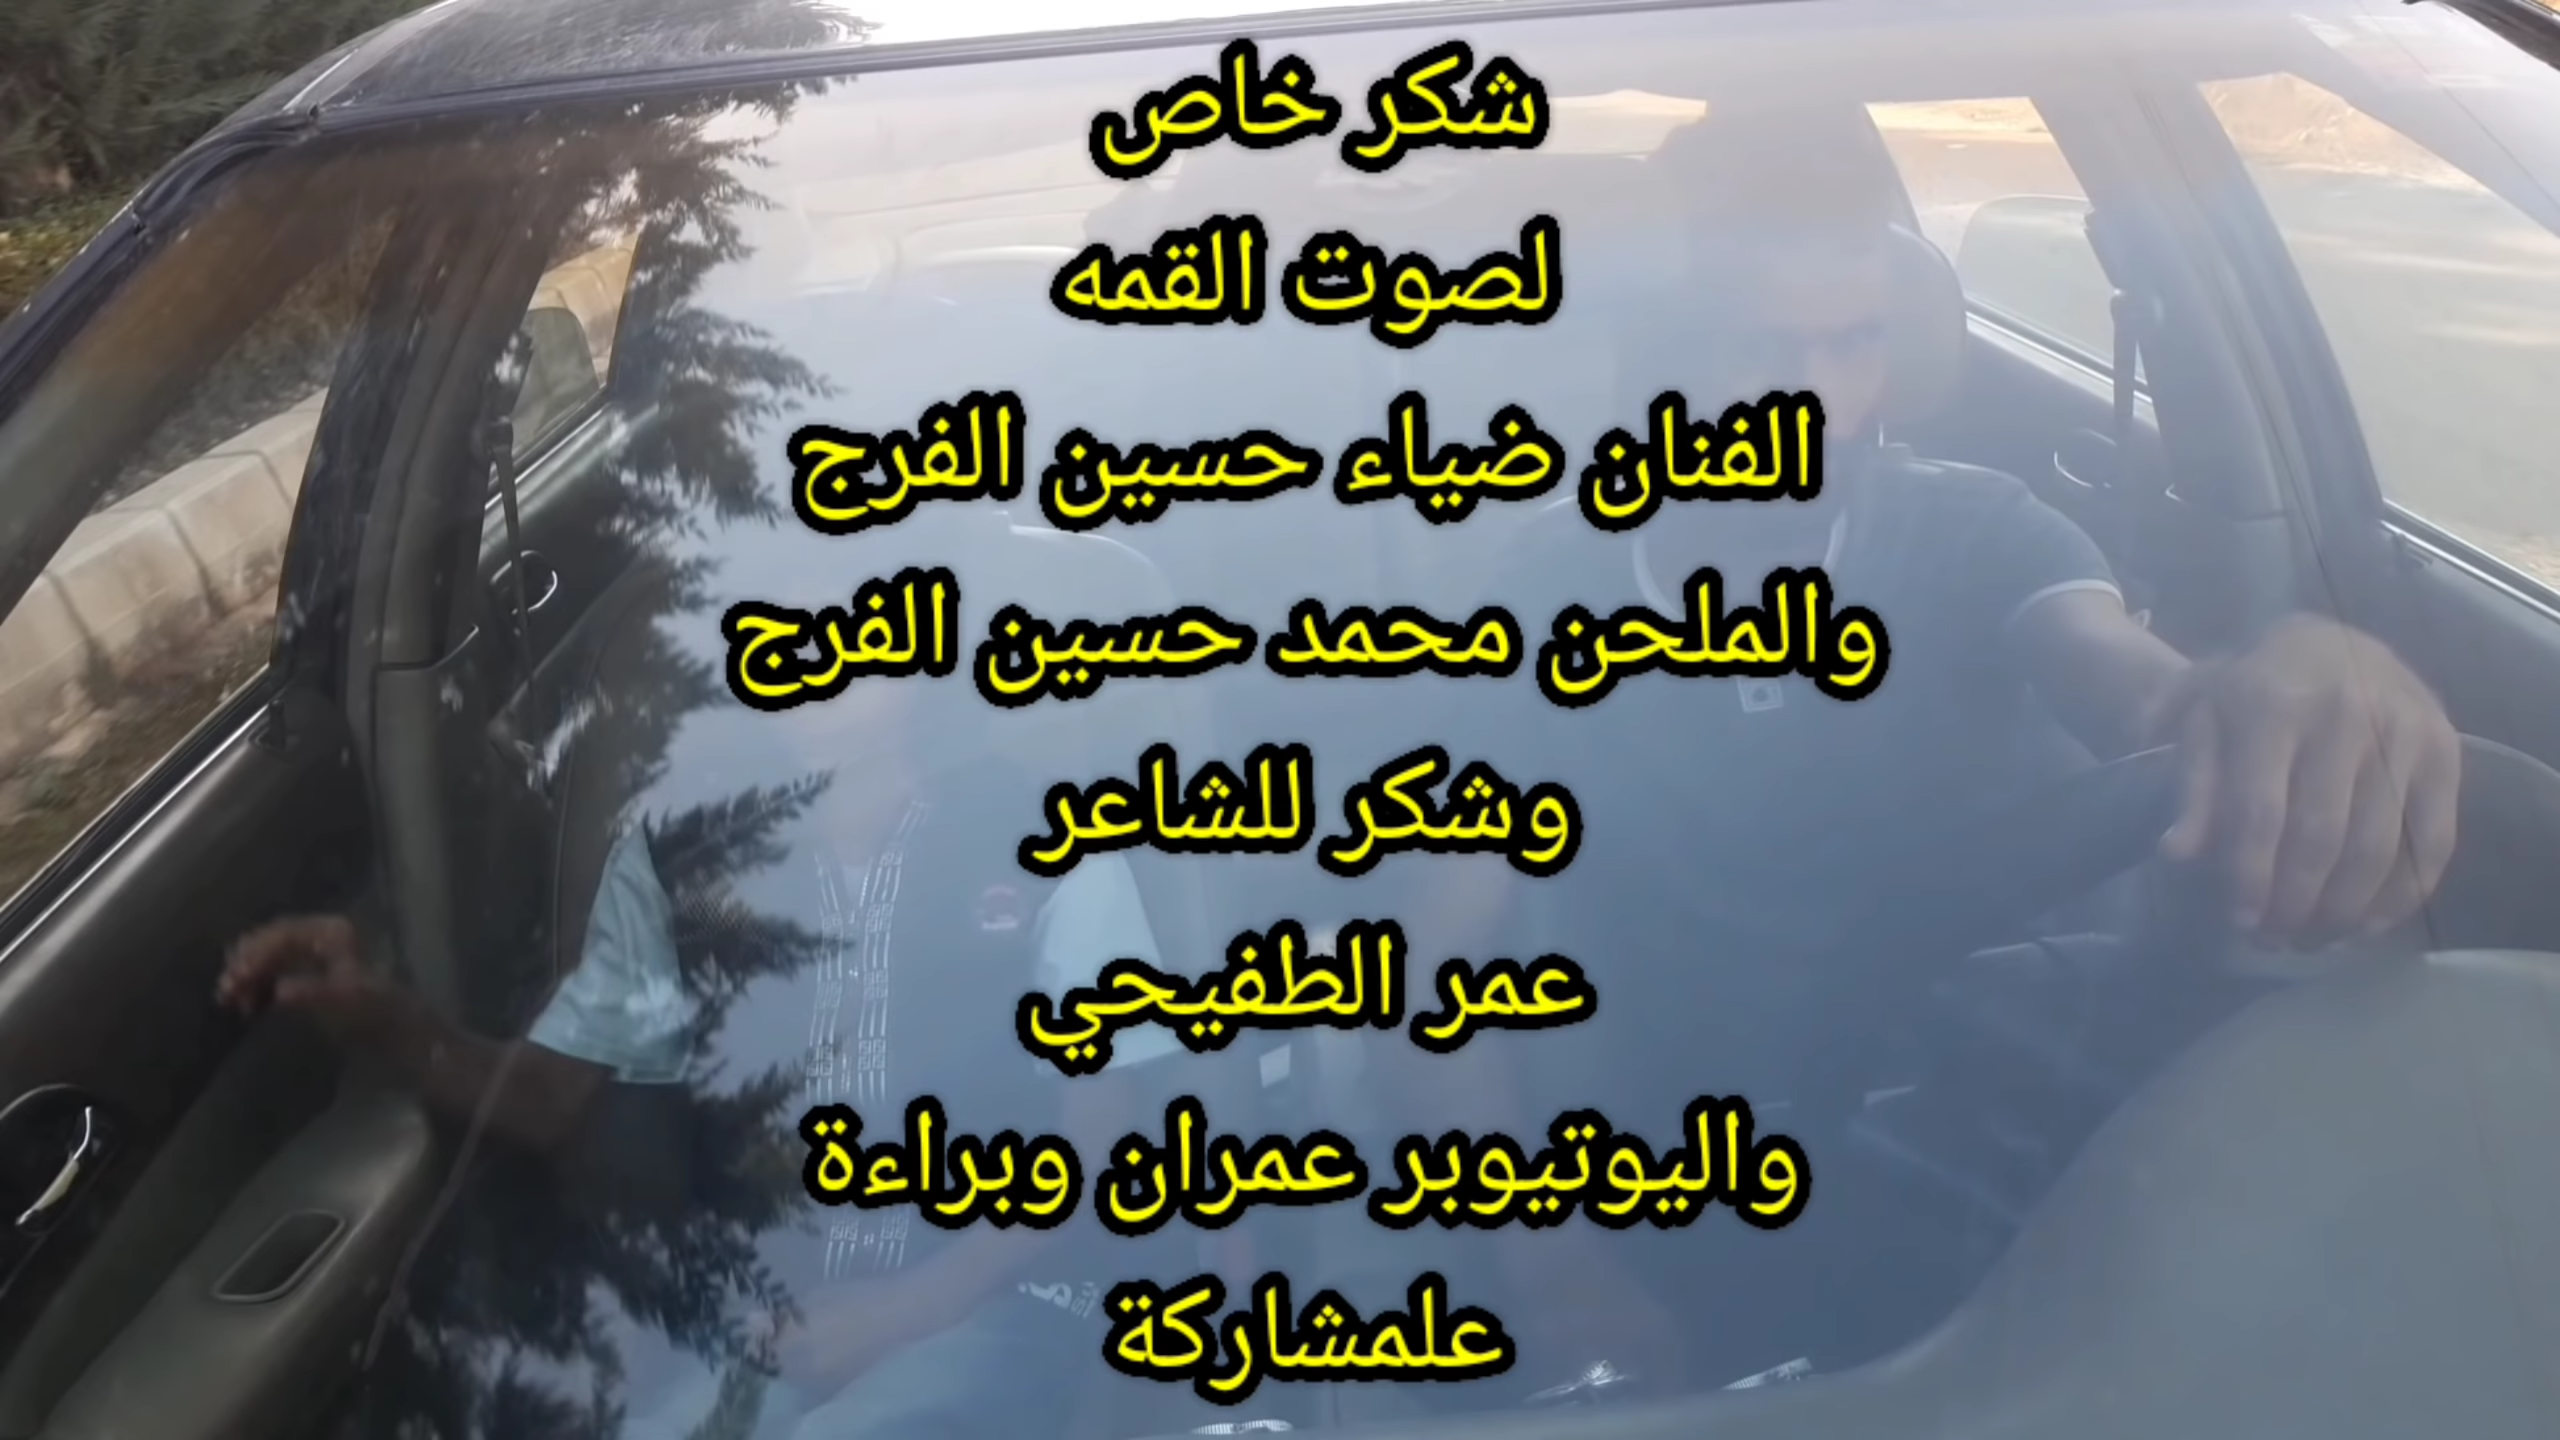 شكر خاص
لصوت القمه
الفنان ضياء حسين الفرج
والملحن محمد حسين الفرج
وشكر للشاعر
عمر الطفيحي
واليوتيوبر عمران وبراءة
علمشاركة